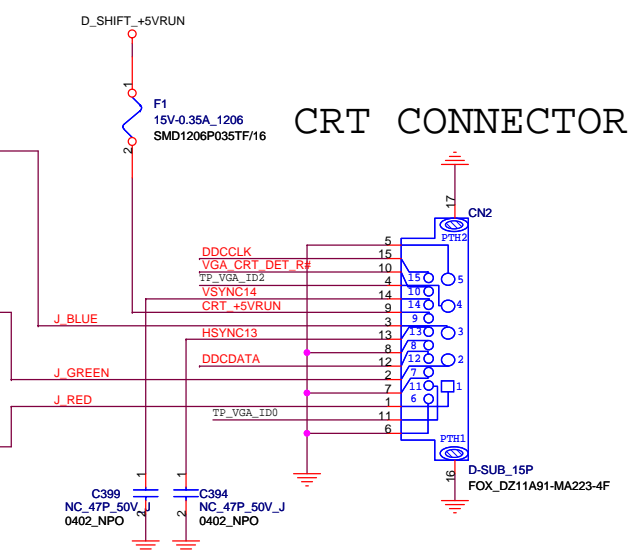 D_SHIFT_+5VRUN
1
F1
15V-0.35A_1206
SMD1206P035TF/16
2
CRT CONNECTOR
17
CN2
PTH2
5
DDCCLK
15
VGA_CRT_DET_R#
10
TP_VGA_ID2
4
15
5
VSYNC14
14
10
CRT_+5VRUN
9
14
4
J_BLUE
3
9
HSYNC13
13
13
3
8
8
DDCDATA
12
12
2
J_GREEN
2
7
7
11
1
J_RED
1
6
TP_VGA_ID0
11
6
PTH1
16
D-SUB_15P
FOX_DZ11A91-MA223-4F
1
1
C399
NC_47P_50V_J
0402_NPO
2
C394
NC_47P_50V_J
0402_NPO
2